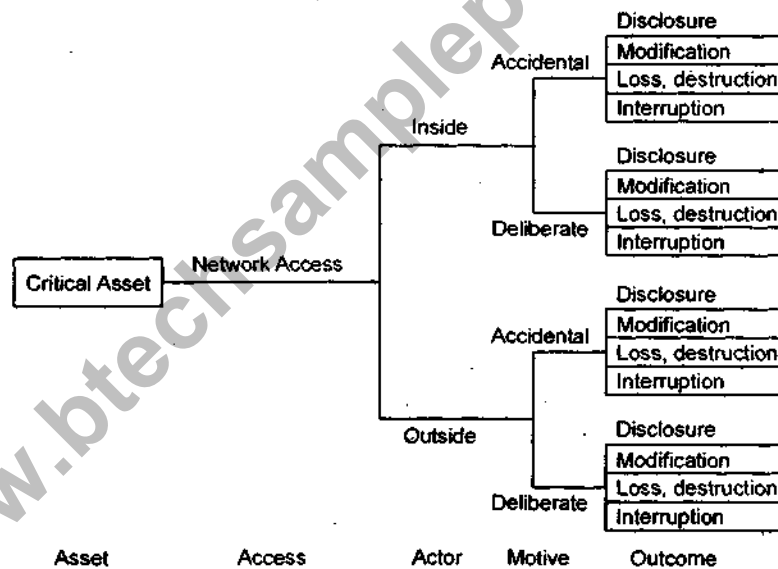 Disclosure
Modification
Loss, destruction
Interruption
Accidental
Inside
Disclosure
Modification
Loss, destruction
Interruption
Deliberate
Critical Asset
Network Access
Disclosure
Modification
Loss, destruction
Interruption
Accidental
Outside
Disclosure
Modification
Loss, destruction
Interruption
Deliberate
Asset Access Actor Motive Outcome
w.btechsamplep